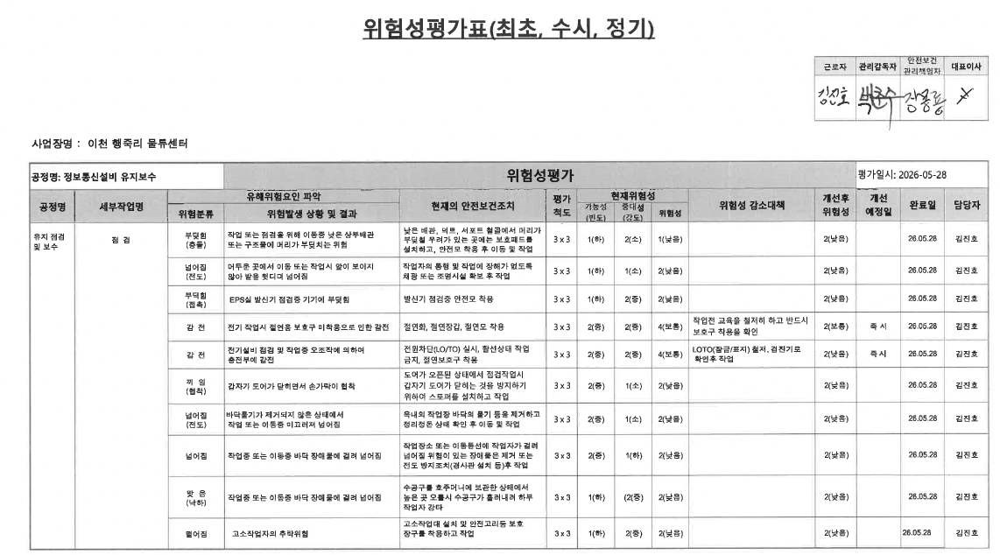 위험성평가표(최초, 수시, 정기)
근로자 관리감독자 안전보건 관리책임자 대표이사
김진호 박춘수 장용통
사업장명 : 이천 행죽리 물류센터
공정명: 정보통신설비 유지보수 위험성평가 평가일시: 2026-05-28
공정명 세부작업명 유해위험요인 파악 현재의 안전보건조치 평가 척도 현재위험성 위험성 감소대책 개선후 위험성 개선 예정일 완료일 담당자
위험분류 위험발생 상황 및 결과 가능성 (빈도) 중대성 (강도) 위험성
유지 점검 및 보수 점 검
부딪힘 (충돌) 작업 또는 점검을 위해 이동중 낮은 상부배관 또는 구조물에 머리가 부딪치는 위험 낮은 배관, 덕트, 서포트 철골에서 머리가 부딪칠 우려가 있는 곳에는 보호패드를 설치하고, 안전모 착용 후 이동 및 작업 3 x 3 1(하) 2(소) 1(낮음) 2(낮음) 26.05.28 김진호
넘어짐 (전도) 어두운 곳에서 이동 또는 작업시 앞이 보이지 않아 발을 헛디뎌 넘어짐 작업자의 통행 및 작업에 장해가 없도록 채광 또는 조명시설 확보 후 작업 3 x 3 1(하) 1(소) 2(낮음) 2(낮음) 26.05.28 김진호
부딕힘 (접촉) EPS실 발신기 점검중 기기에 부딪힘 발신기 점검중 안전모 착용 3 x 3 1(하) 2(중) 2(낮음) 2(낮음) 26.05.28 김진호
감 전 전기 작업시 절연용 보호구 미착용으로 인한 감전 절연화, 절연장갑, 절연모 착용 3 x 3 2(중) 2(중) 4(보통) 작업전 교육을 철저히 하고 반드시 보호구 착용을 확인 2(보통) 즉 시 26.05.28 김진호
감 전 전기설비 점검 및 작업중 오조작에 의하여 충전부에 감전 전원차단(LO/TO) 실시, 활선상태 작업 금지, 절연보호구 착용 3 x 3 2(중) 2(중) 4(보통) LOTO(잠금/표지) 철저, 검진기로 확인후 작업 2(낮음) 즉 시 26.05.28 김진호
끼 임 (협착) 갑자기 도어가 닫히면서 손가락이 협착 도어가 오픈된 상태에서 점검작업시 갑자기 도어가 닫히는 것을 방지하기 위하여 스토퍼를 설치하고 작업 3 x 3 2(중) 1(소) 2(낮음) 2(낮음) 26.05.28 김진호
넘어짐 (전도) 바닥물기가 제거되지 않은 상태에서 작업 또는 이동중 미끄러져 넘어짐 옥내외 작업장 바닥의 물기 등을 제거하고 정리정돈 상태 확인 후 이동 및 작업 3 x 3 2(중) 1(소) 2(낮음) 2(낮음) 26.05.28 김진호
넘어짐 작업중 또는 이동중 바닥 장애물에 걸려 넘어짐 작업장소 또는 이동동선에 작업자가 걸려 넘어질 위험이 있는 장애물은 제거 또는 전도 방지조치(경사판 설치 등)후 작업 3 x 3 2(중) 1(하) 2(낮음) 2(낮음) 26.05.28 김진호
맞 음 (낙하) 작업중 또는 이동중 바닥 장애물에 걸려 넘어짐 수공구를 호주머니에 보관한 상태에서 높은 곳 오를시 수공구가 흘러내려 하부 작업자 강타 3 x 3 1(하) (2(중) 2(낮음) 2(낮음) 26.05.28 김진호
떨어짐 고소작업자의 추락위험 고소작업대 설치 및 안전고리등 보호 장구를 착용하고 작업 3 x 3 1(하) 2(중) 2(낮음) 2(낮음) 26.05.28 김진호